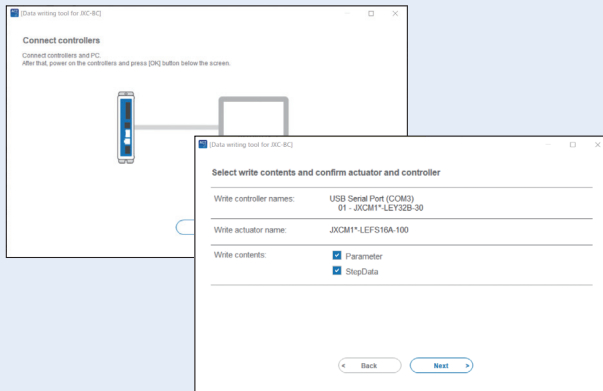 [Data writing tool for JXC-BC]
Connect controllers
Connect controllers and PC.
After that, power on the controllers and press [OK] button below the screen.
[Data writing tool for JXC-BC]
Select write contents and confirm actuator and controller
Write controller names:
USB Serial Port (COM3)
01 - JXCM1*-LEY32B-30
Write actuator name:
JXCM1*-LEFS16A-100
Write contents:
Parameter
StepData
< Back
Next >